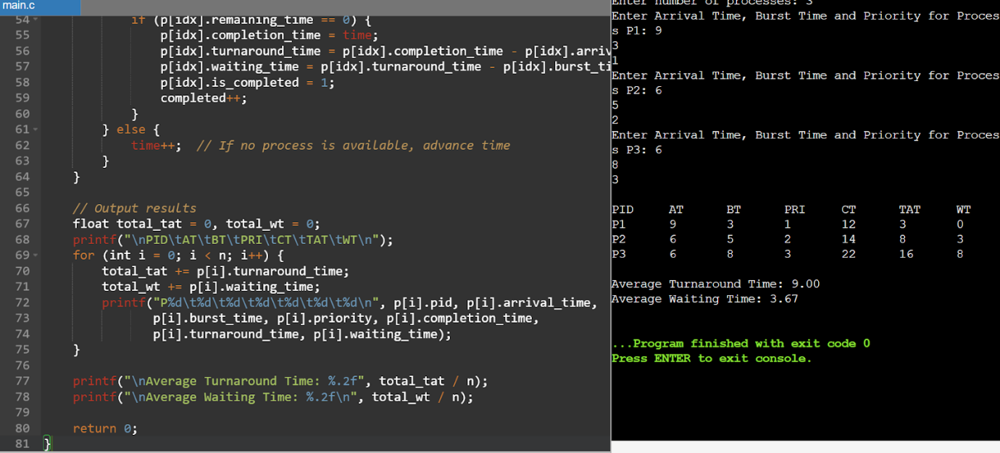 main.c
54 if (p[idx].remaining_time == 0) {
55 p[idx].completion_time = time;
56 p[idx].turnaround_time = p[idx].completion_time - p[idx].arriv
57 p[idx].waiting_time = p[idx].turnaround_time - p[idx].burst_ti
58 p[idx].is_completed = 1;
59 completed++;
60 }
61 } else {
62 time++;  // If no process is available, advance time
63 }
64 }
65
66 // Output results
67 float total_tat = 0, total_wt = 0;
68 printf("\nPID\tAT\tBT\tPRI\tCT\tTAT\tWT\n");
69 for (int i = 0; i < n; i++) {
70 total_tat += p[i].turnaround_time;
71 total_wt += p[i].waiting_time;
72 printf("P%d\t%d\t%d\t%d\t%d\t%d\t%d\n", p[i].pid, p[i].arrival_time,
73 p[i].burst_time, p[i].priority, p[i].completion_time,
74 p[i].turnaround_time, p[i].waiting_time);
75 }
76
77 printf("\nAverage Turnaround Time: %.2f", total_tat / n);
78 printf("\nAverage Waiting Time: %.2f\n", total_wt / n);
79
80 return 0;
81 }
Enter number of processes: 3
Enter Arrival Time, Burst Time and Priority for Proces
s P1: 9
3
1
Enter Arrival Time, Burst Time and Priority for Proces
s P2: 6
5
2
Enter Arrival Time, Burst Time and Priority for Proces
s P3: 6
8
3
PID AT BT PRI CT TAT WT
P1 9 3 1 12 3 0
P2 6 5 2 14 8 3
P3 6 8 3 22 16 8
Average Turnaround Time: 9.00
Average Waiting Time: 3.67
...Program finished with exit code 0
Press ENTER to exit console.